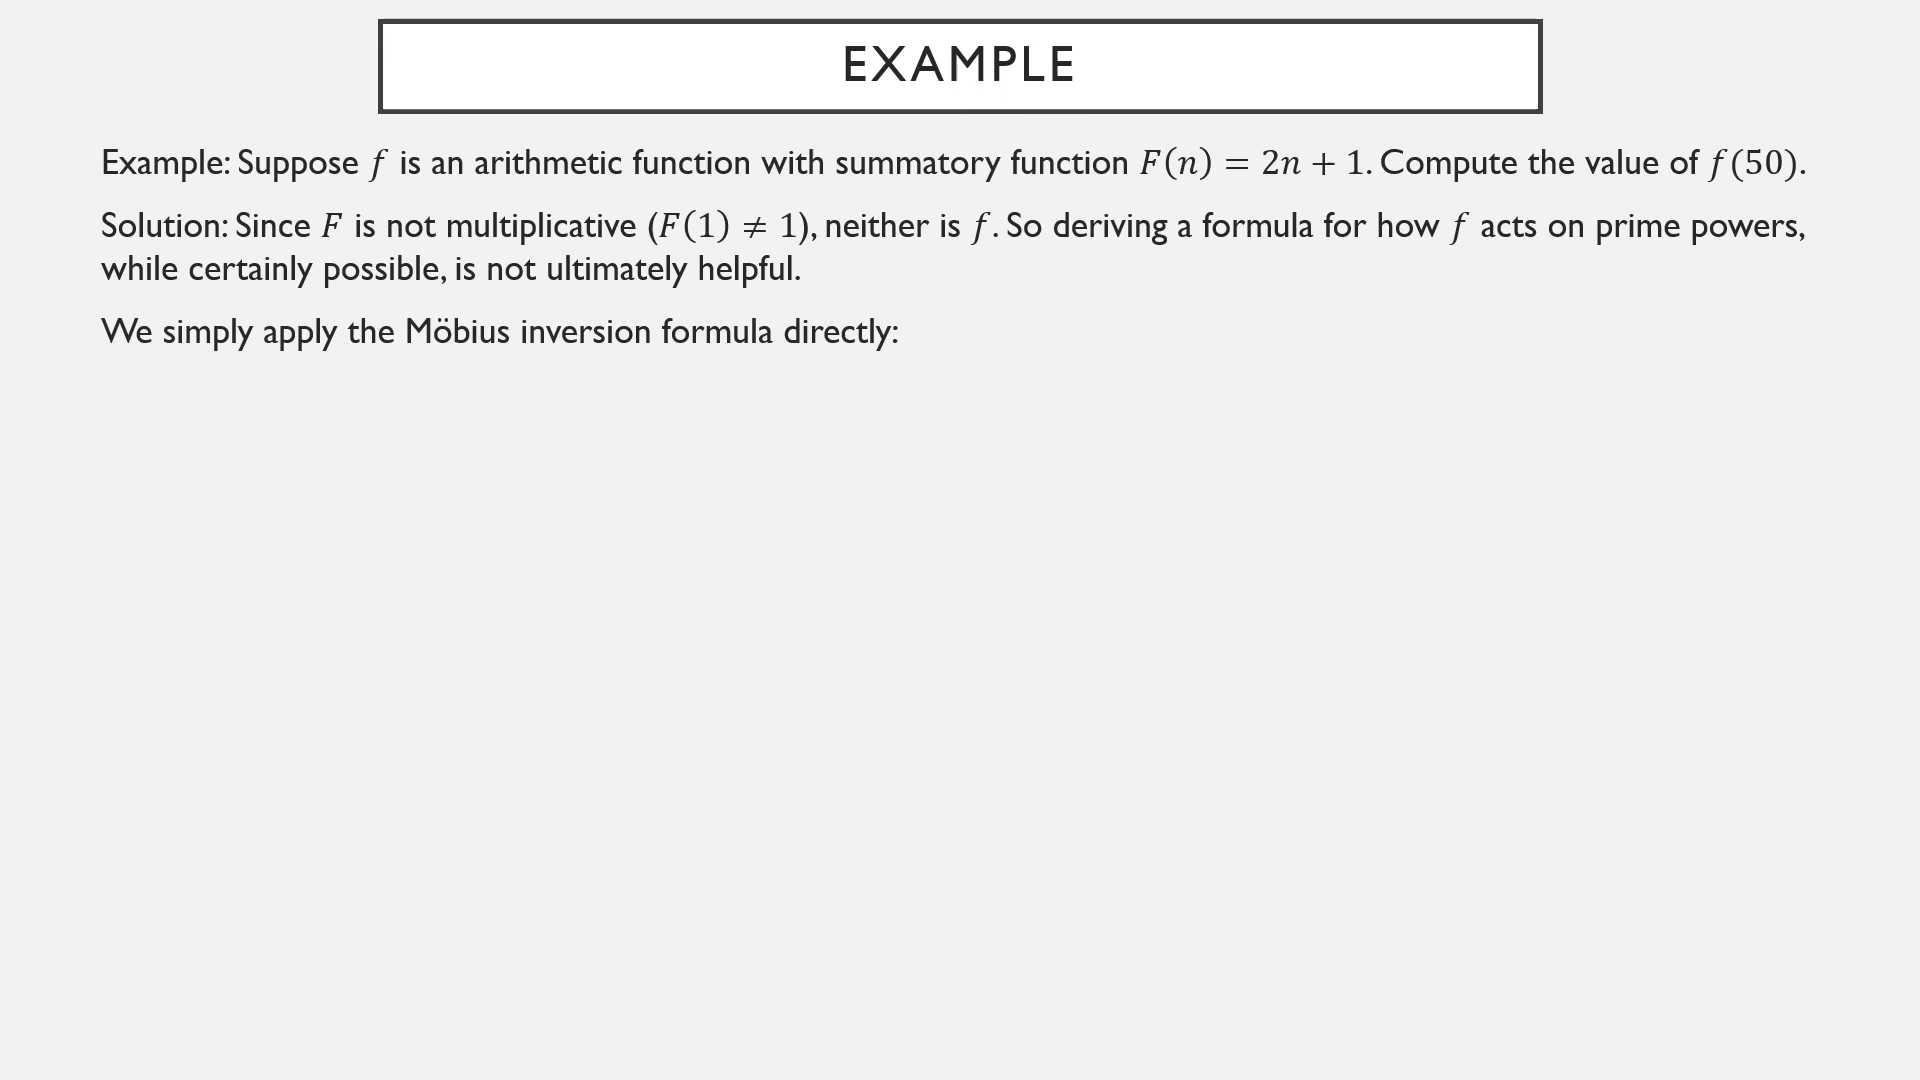 EXAMPLE
Example: Suppose f is an arithmetic function with summatory function F(n) = 2n + 1. Compute the value of f(50).
Solution: Since F is not multiplicative (F(1) ≠ 1), neither is f. So deriving a formula for how f acts on prime powers,
while certainly possible, is not ultimately helpful.
We simply apply the Möbius inversion formula directly: